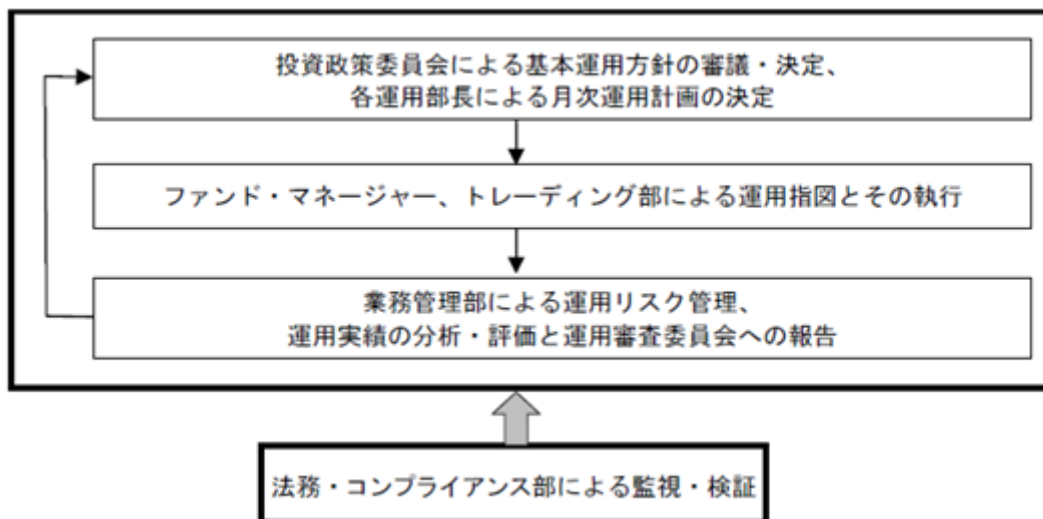 投資政策委員会による基本運用方針の審議・決定、
各運用部長による月次運用計画の決定
ファンド・マネージャー、トレーディング部による運用指図とその執行
業務管理部による運用リスク管理、
運用実績の分析・評価と運用審査委員会への報告
法務・コンプライアンス部による監視・検証